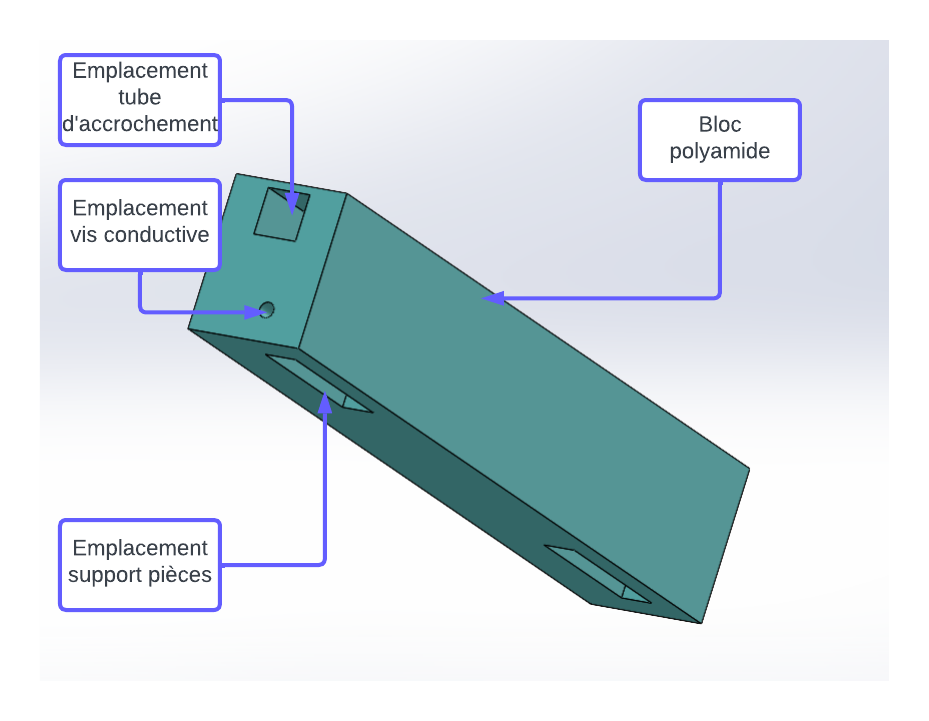 Emplacement
tube
d'accrochement
Bloc
polyamide
Emplacement
vis conductive
Emplacement
support pièces